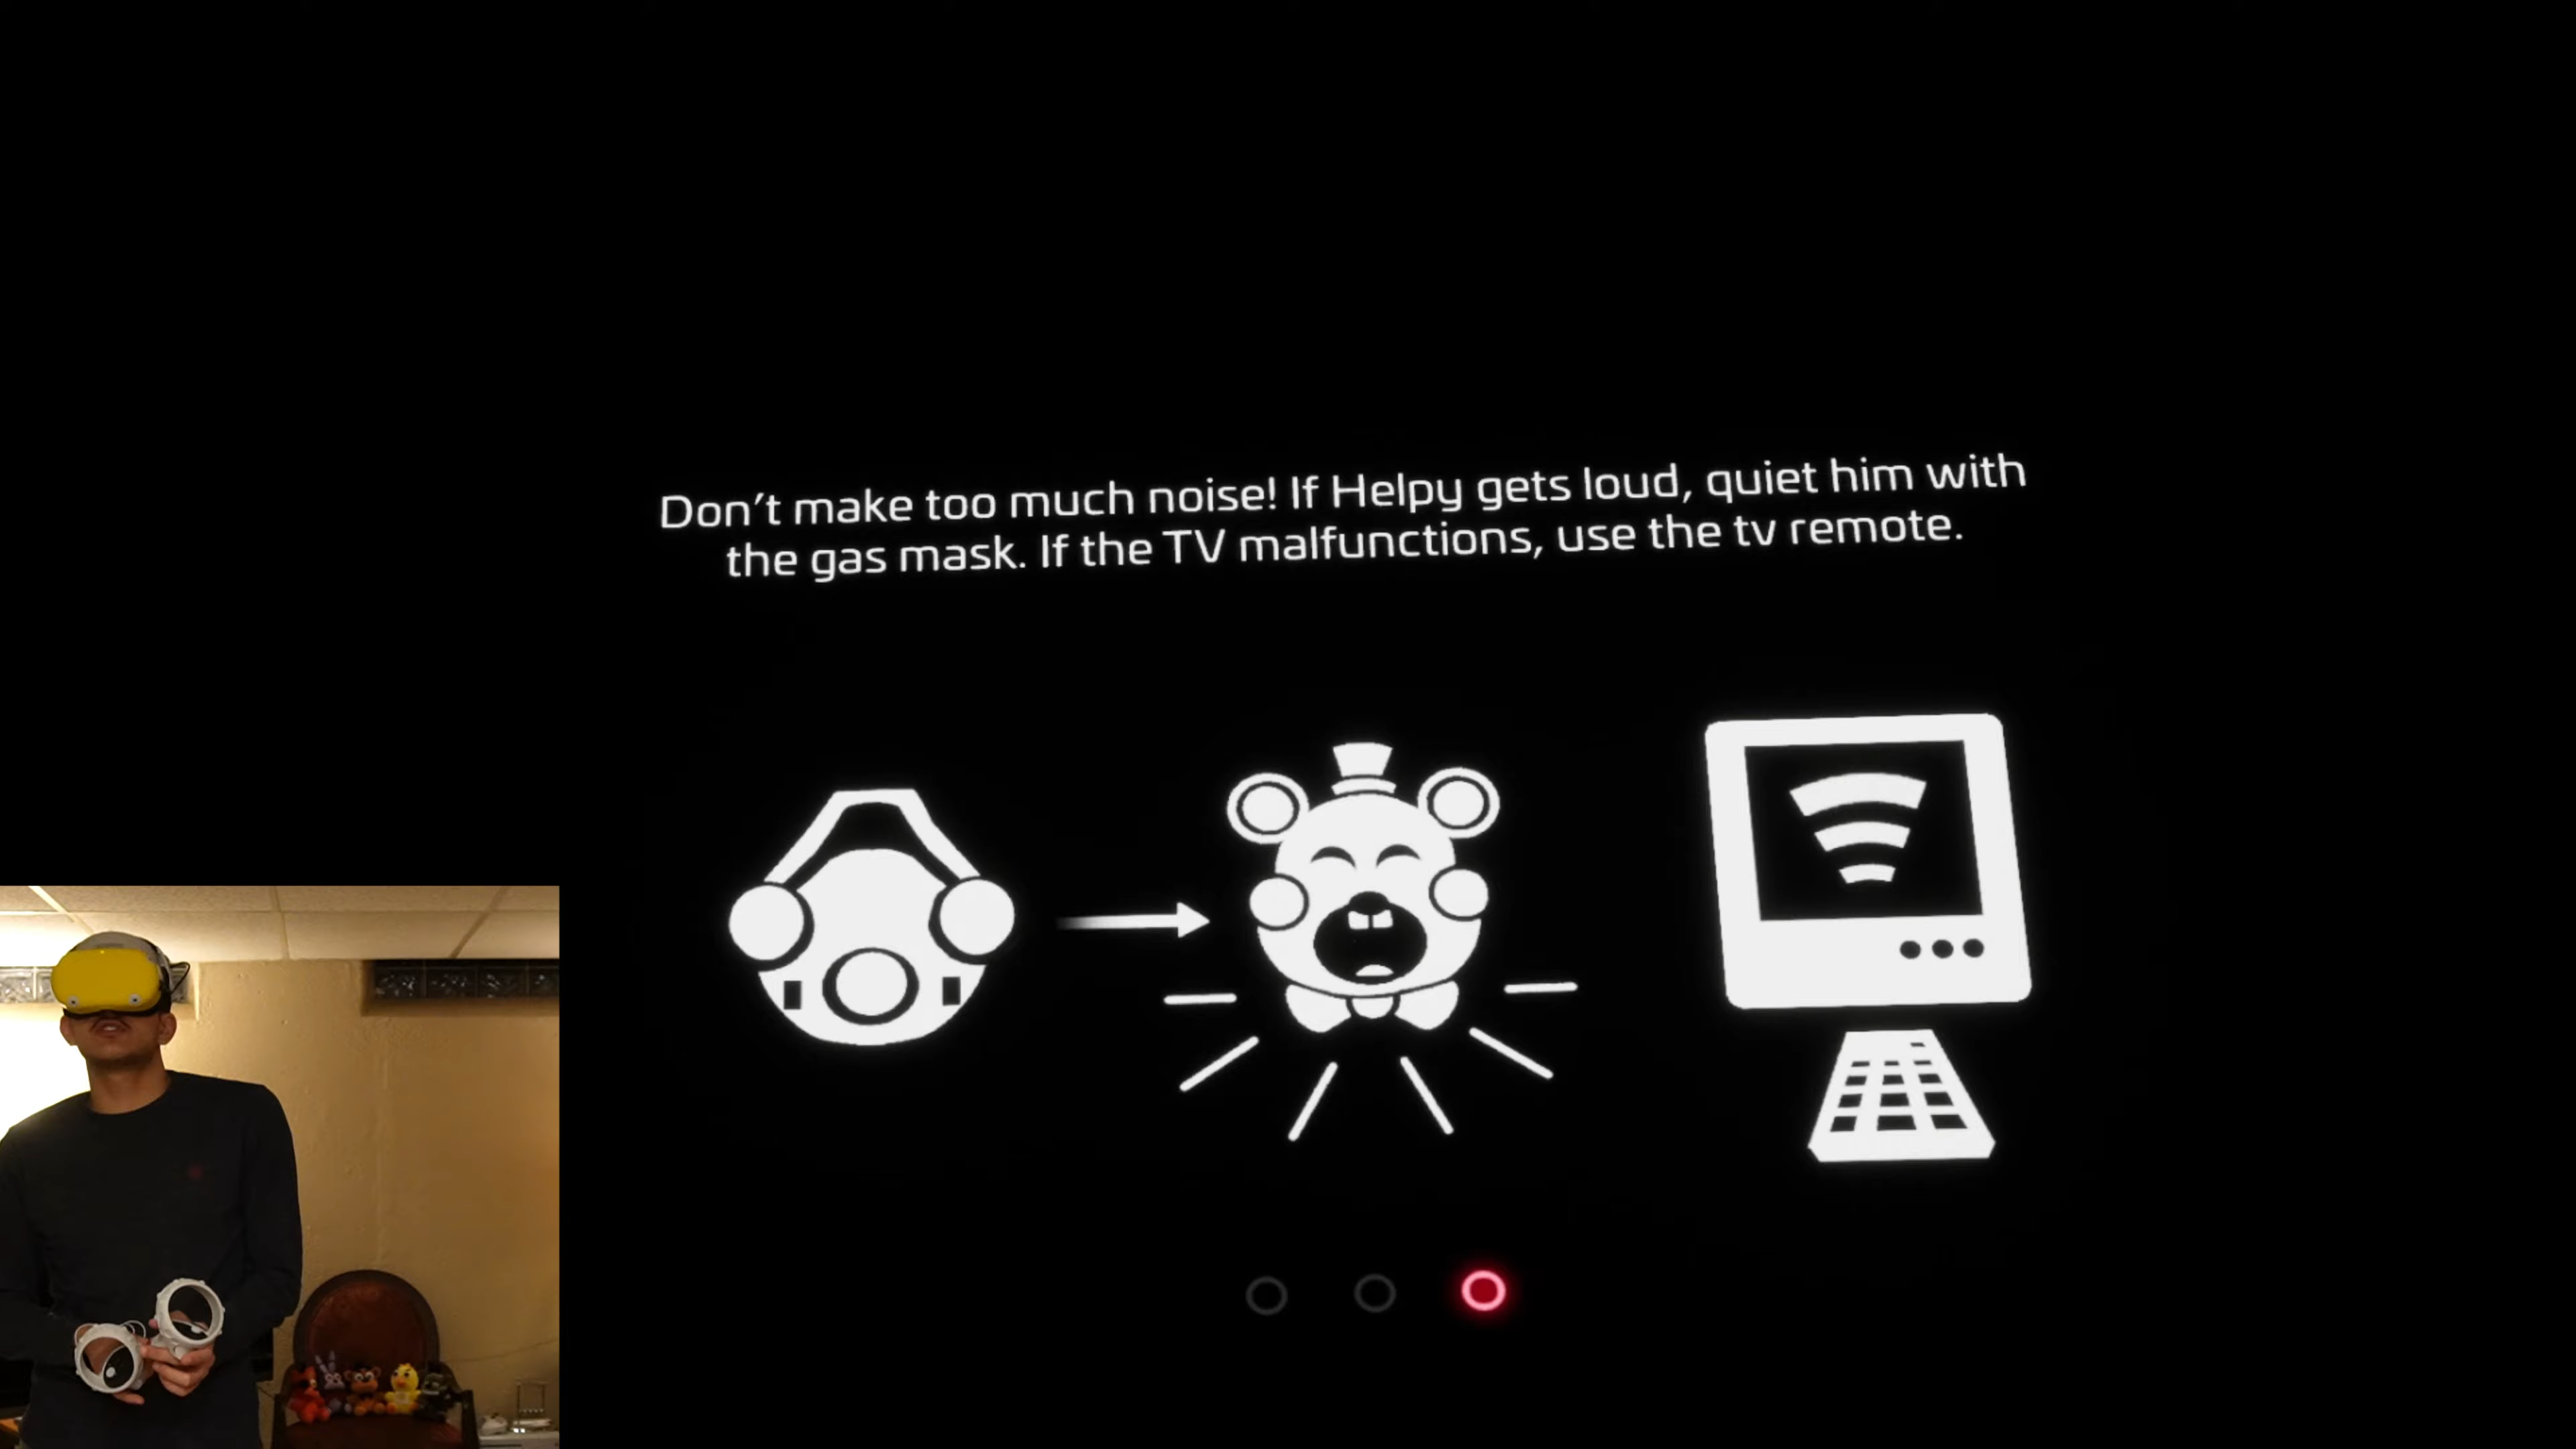 Don't make too much noise! If Helpy gets loud, quiet him with
the gas mask. If the TV malfunctions, use the tv remote.